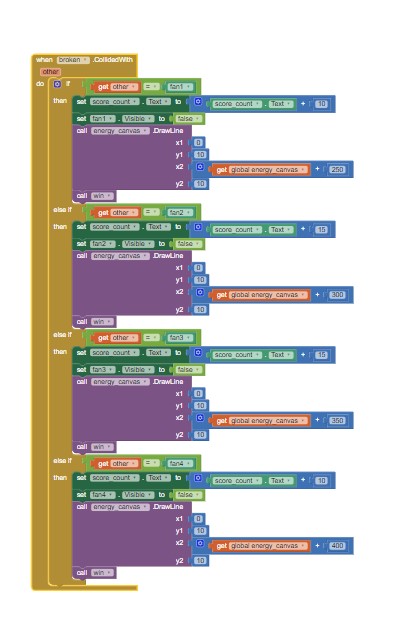 when broken .CollidedWith
other
do if get other = fan1
then set score_count . Text to score_count . Text + 10
set fan1 . Visible to false
call energy_canvas .DrawLine
x1 0
y1 10
x2 get global energy_canvas + 250
y2 10
call win
else if get other = fan2
then set score_count . Text to score_count . Text + 15
set fan2 . Visible to false
call energy_canvas .DrawLine
x1 0
y1 10
x2 get global energy_canvas + 300
y2 10
call win
else if get other = fan3
then set score_count . Text to score_count . Text + 15
set fan3 . Visible to false
call energy_canvas .DrawLine
x1 0
y1 10
x2 get global energy_canvas + 350
y2 10
call win
else if get other = fan4
then set score_count . Text to score_count . Text + 10
set fan4 . Visible to false
call energy_canvas .DrawLine
x1 0
y1 10
x2 get global energy_canvas + 400
y2 10
call win